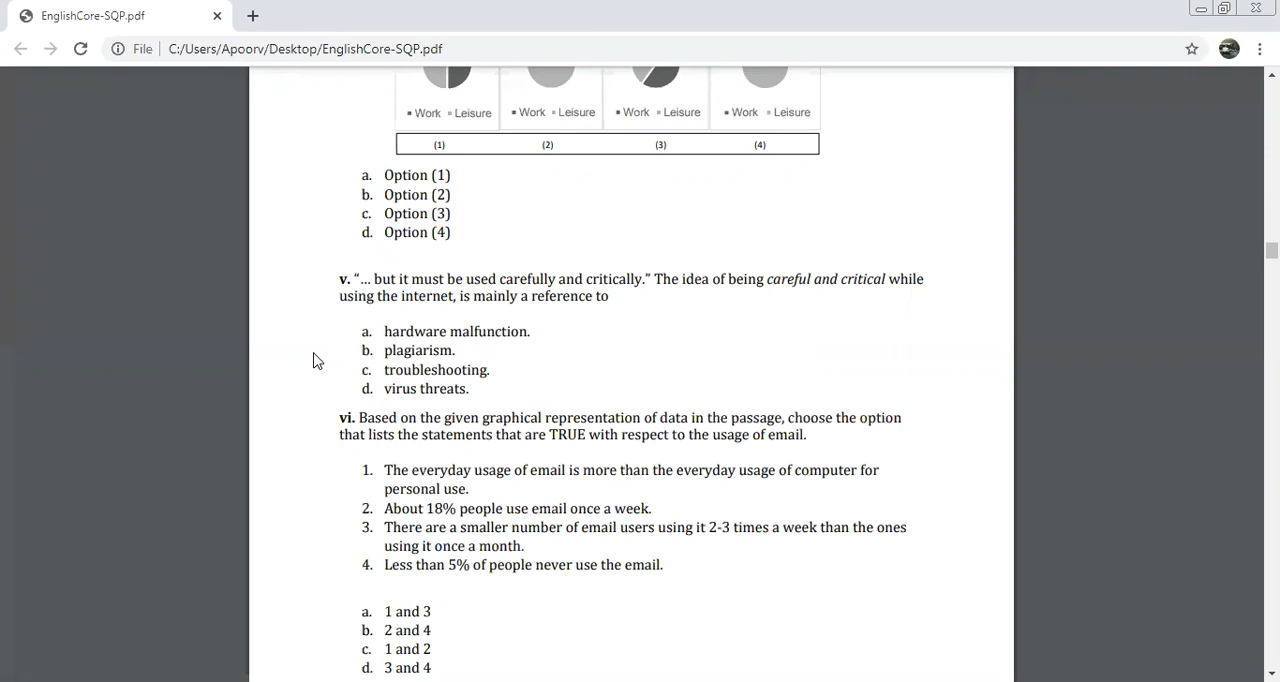 EnglishCore-SQP.pdf
File | C:/Users/Apoorv/Desktop/EnglishCore-SQP.pdf
▪ Work ▪ Leisure ▪ Work ▪ Leisure ▪ Work ▪ Leisure ▪ Work ▪ Leisure
(1) (2) (3) (4)
a. Option (1)
b. Option (2)
c. Option (3)
d. Option (4)
v. “... but it must be used carefully and critically.” The idea of being careful and critical while
using the internet, is mainly a reference to
a. hardware malfunction.
b. plagiarism.
c. troubleshooting.
d. virus threats.
vi. Based on the given graphical representation of data in the passage, choose the option
that lists the statements that are TRUE with respect to the usage of email.
1. The everyday usage of email is more than the everyday usage of computer for
personal use.
2. About 18% people use email once a week.
3. There are a smaller number of email users using it 2-3 times a week than the ones
using it once a month.
4. Less than 5% of people never use the email.
a. 1 and 3
b. 2 and 4
c. 1 and 2
d. 3 and 4